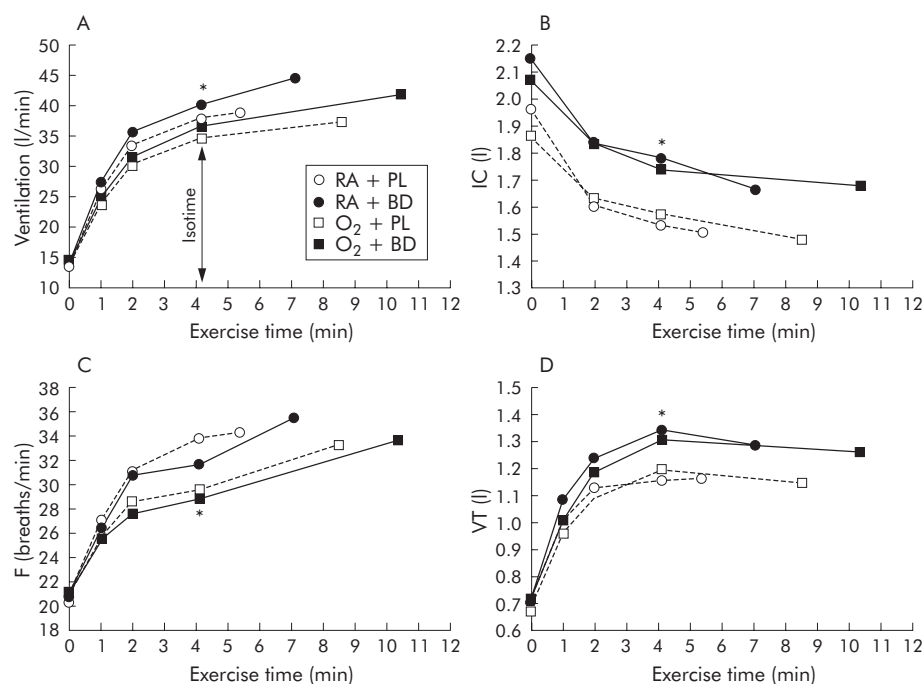 A
Ventilation (l/min)
50
45
40
35
30
25
20
15
10
*
Isotime
RA + PL
RA + BD
O₂ + PL
O₂ + BD
0 1 2 3 4 5 6 7 8 9 10 11 12
Exercise time (min)
B
IC (l)
2.2
2.1
2.0
1.9
1.8
1.7
1.6
1.5
1.4
1.3
*
0 1 2 3 4 5 6 7 8 9 10 11 12
Exercise time (min)
C
F (breaths/min)
38
36
34
32
30
28
26
24
22
20
18
*
0 1 2 3 4 5 6 7 8 9 10 11 12
Exercise time (min)
D
VT (l)
1.5
1.4
1.3
1.2
1.1
1.0
0.9
0.8
0.7
0.6
*
0 1 2 3 4 5 6 7 8 9 10 11 12
Exercise time (min)